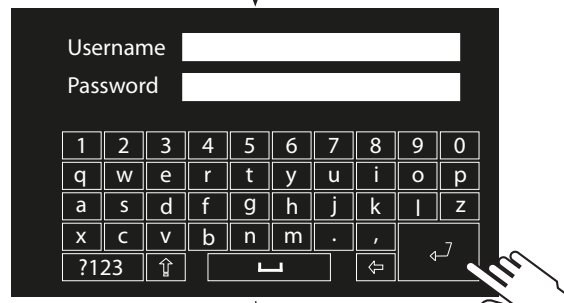 Username
Password
1 2 3 4 5 6 7 8 9 0
q w e r t y u i o p
a s d f g h j k l z
x c v b n m . ,
?123